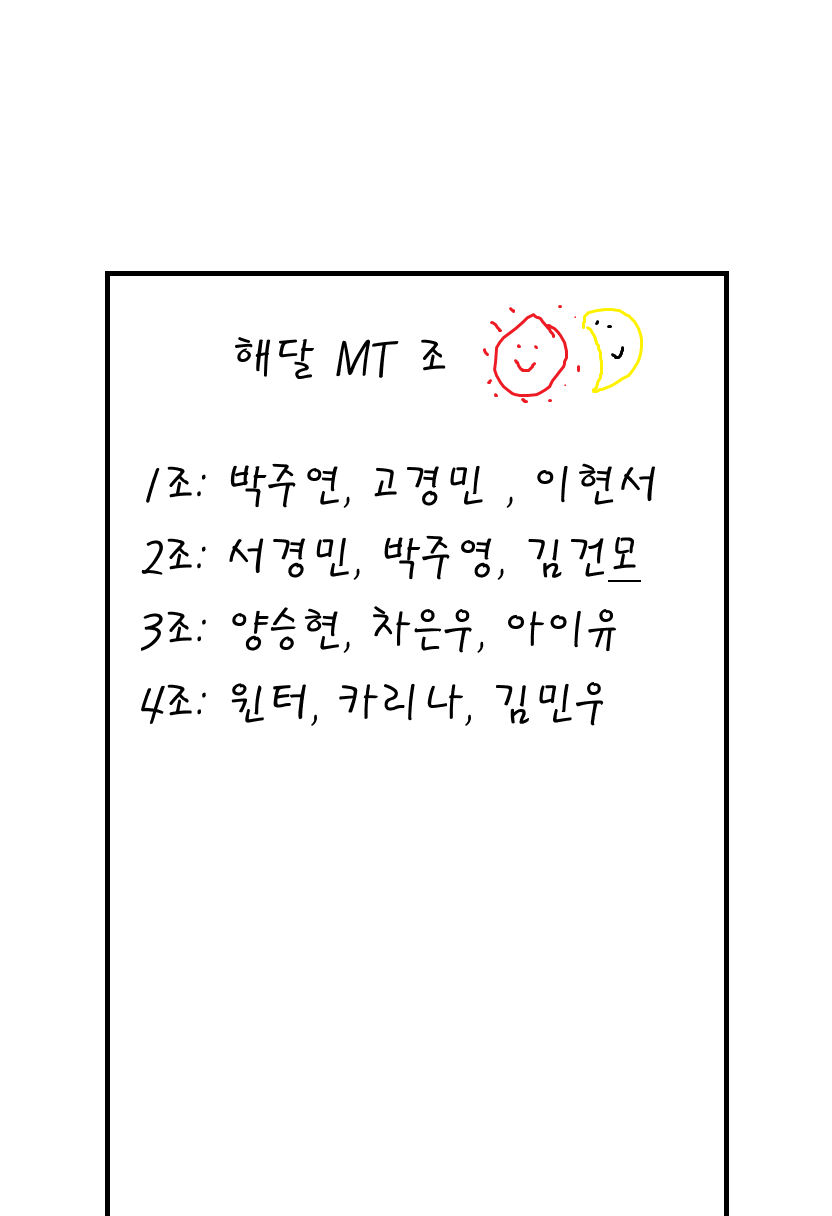 해달 MT 조
1조: 박주연, 고경민 , 이현서
2조: 서경민, 박주영, 김건모
3조: 양승현, 차은우, 아이유
4조: 윈터, 카리나, 김민우